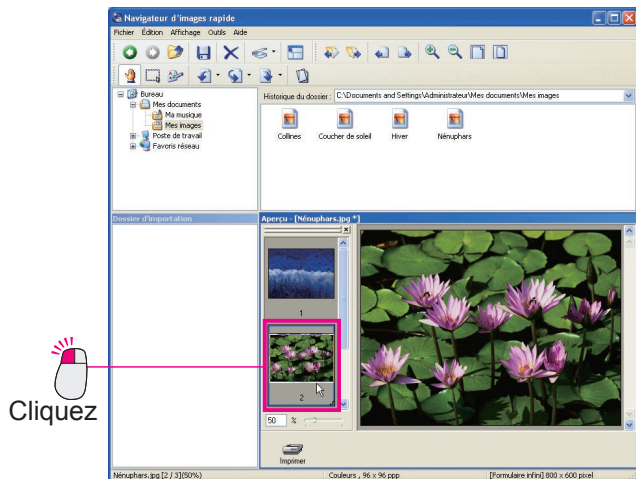 Navigateur d'images rapide
Fichier Édition Affichage Outils Aide
Bureau
Mes documents
Ma musique
Mes images
Poste de travail
Favoris réseau
Historique du dossier : C:\Documents and Settings\Administrateur\Mes documents\Mes images
Collines Coucher de soleil Hiver Nénuphars
Dossier d'importation
Aperçu - [Nénuphars.jpg *]
1
2
Cliquez
50 %
Imprimer
Nénuphars.jpg [2 / 3](50%) Couleurs , 96 x 96 ppp [Formulaire infini] 800 x 600 pixel